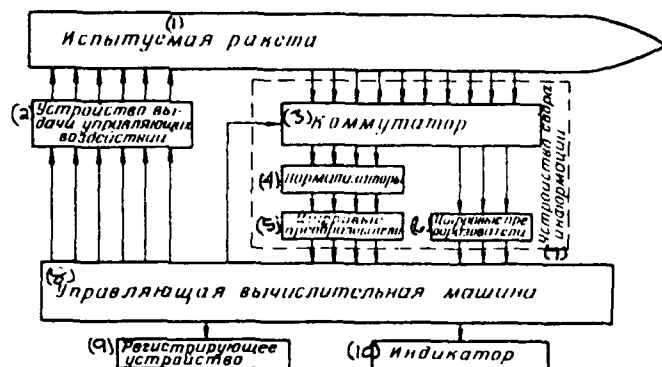 (1)
Испытуемая ракета
(2) Устройство вы-
дачи управляющих
воздействий
(3) Коммутатор
(4) Нормализаторы
(5) Цифровые
преобразователи
6. Цифровые пре-
образователи
Устройство сбора
информации
(7)
(8) Управляющая вычислительная машина
(9) Регистрирующее
устройство
(10) Индикатор